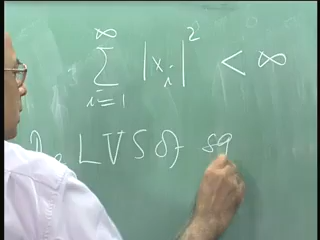 ∞
∑ |x_i|² < ∞
i=1
LVS of sq